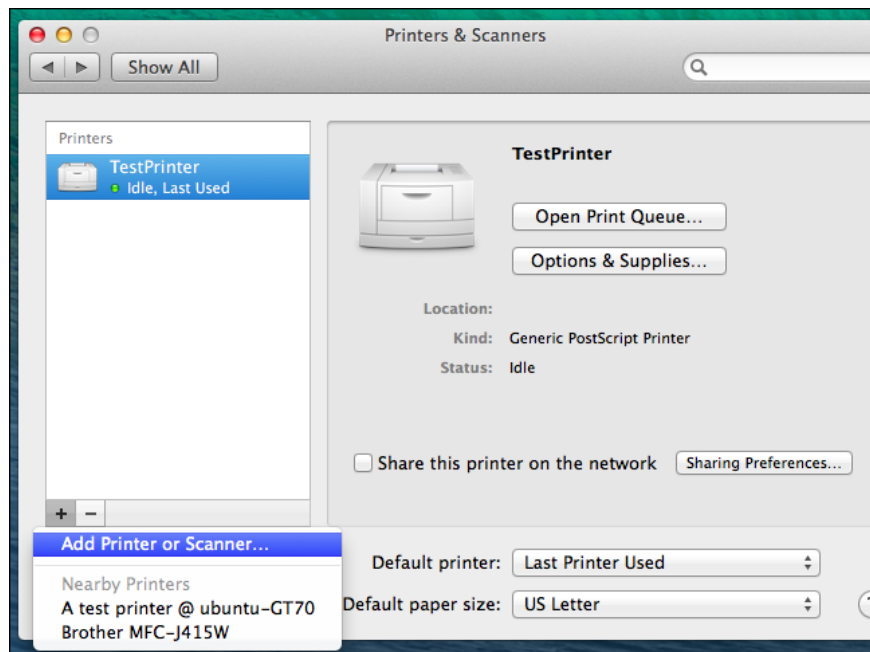 Printers & Scanners
Show All
Printers
TestPrinter
Idle, Last Used
TestPrinter
Open Print Queue...
Options & Supplies...
Location:
Kind: Generic PostScript Printer
Status: Idle
Share this printer on the network Sharing Preferences...
+ −
Add Printer or Scanner...
Nearby Printers
A test printer @ ubuntu-GT70
Brother MFC-J415W
Default printer: Last Printer Used
Default paper size: US Letter